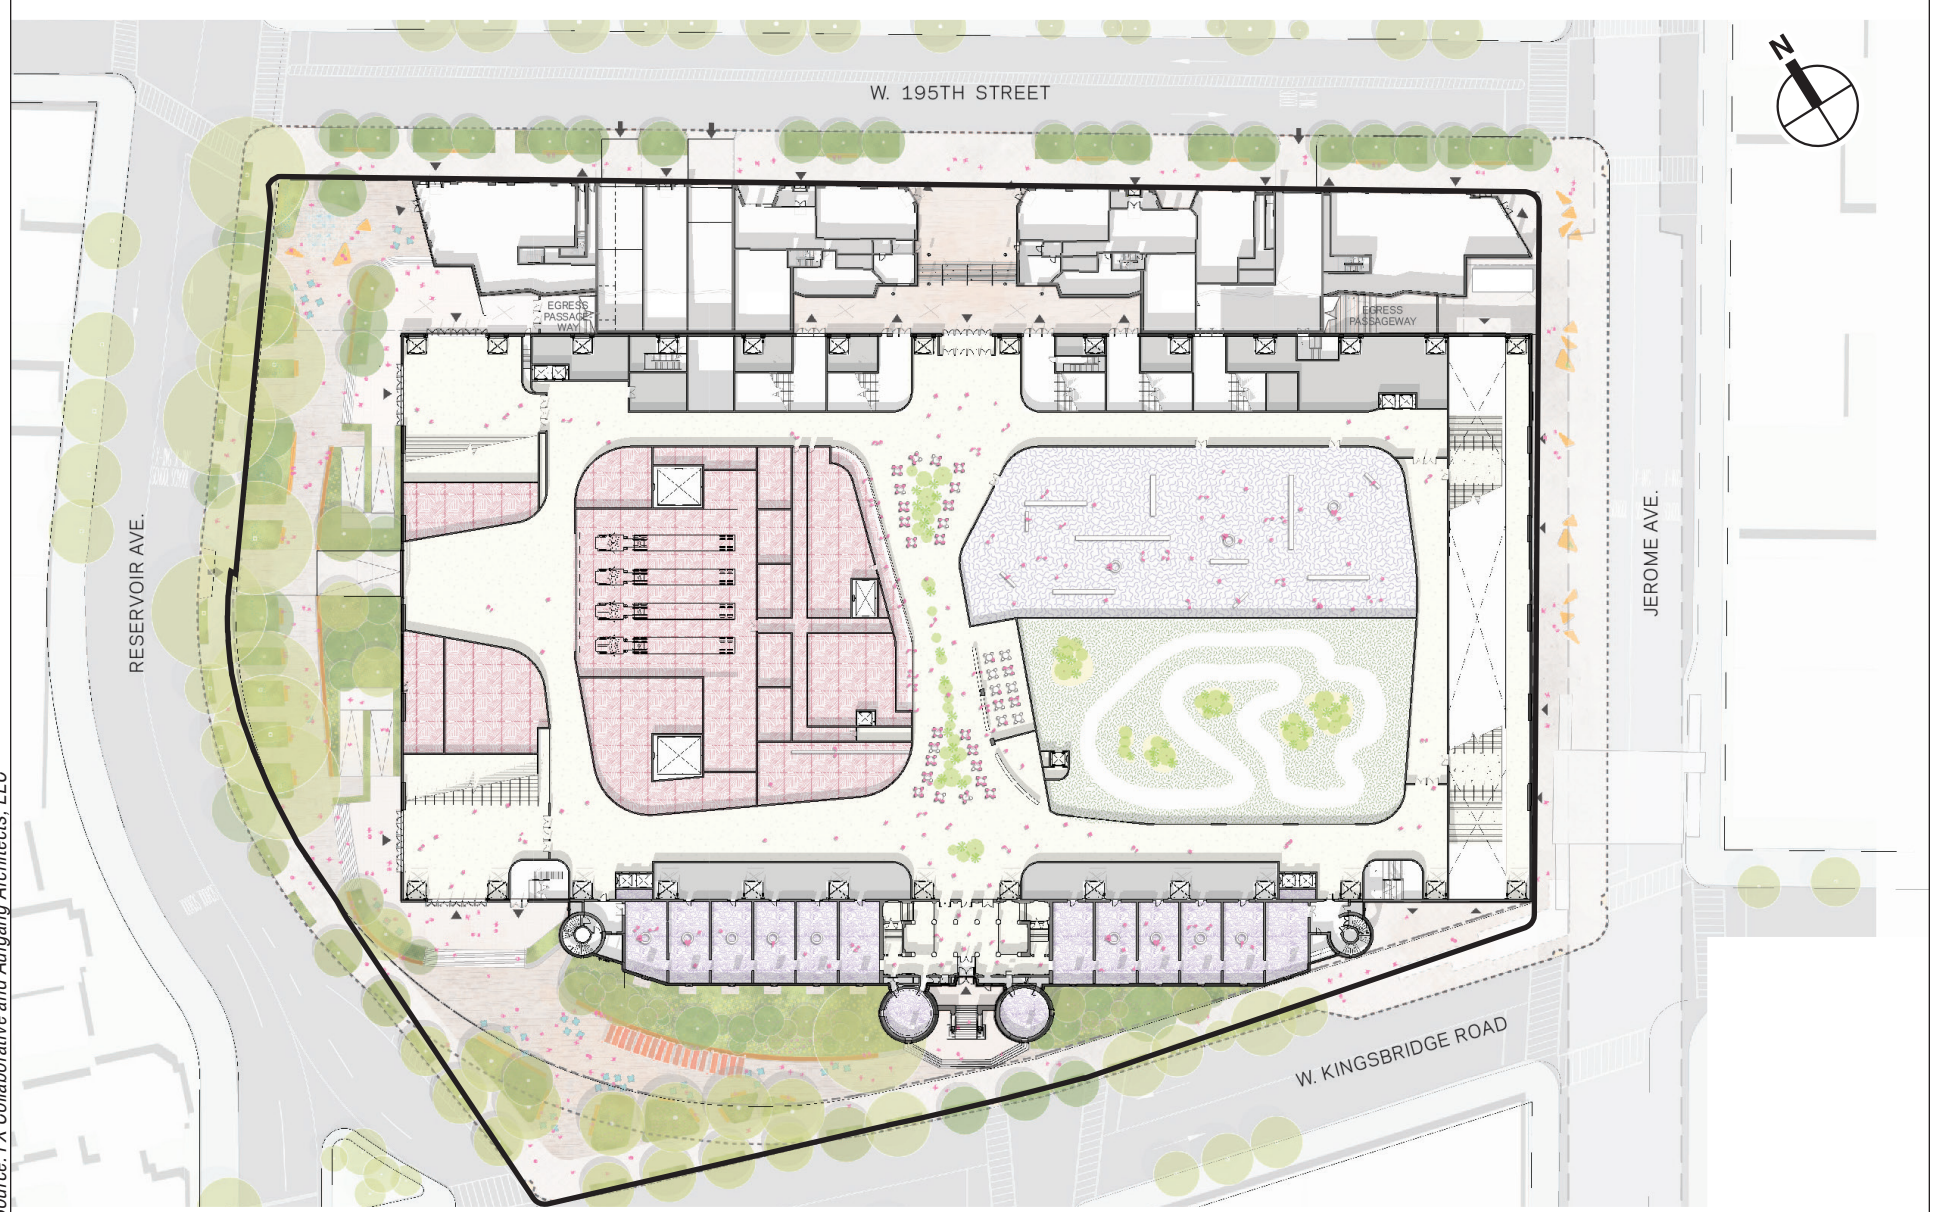 N
W. 195TH STREET
EGRESS
PASSAGE
WAY
EGRESS
PASSAGEWAY
RESERVOIR AVE.
JEROME AVE.
W. KINGSBRIDGE ROAD
Source: FX Collaborative and Aufgang Architects, LLC